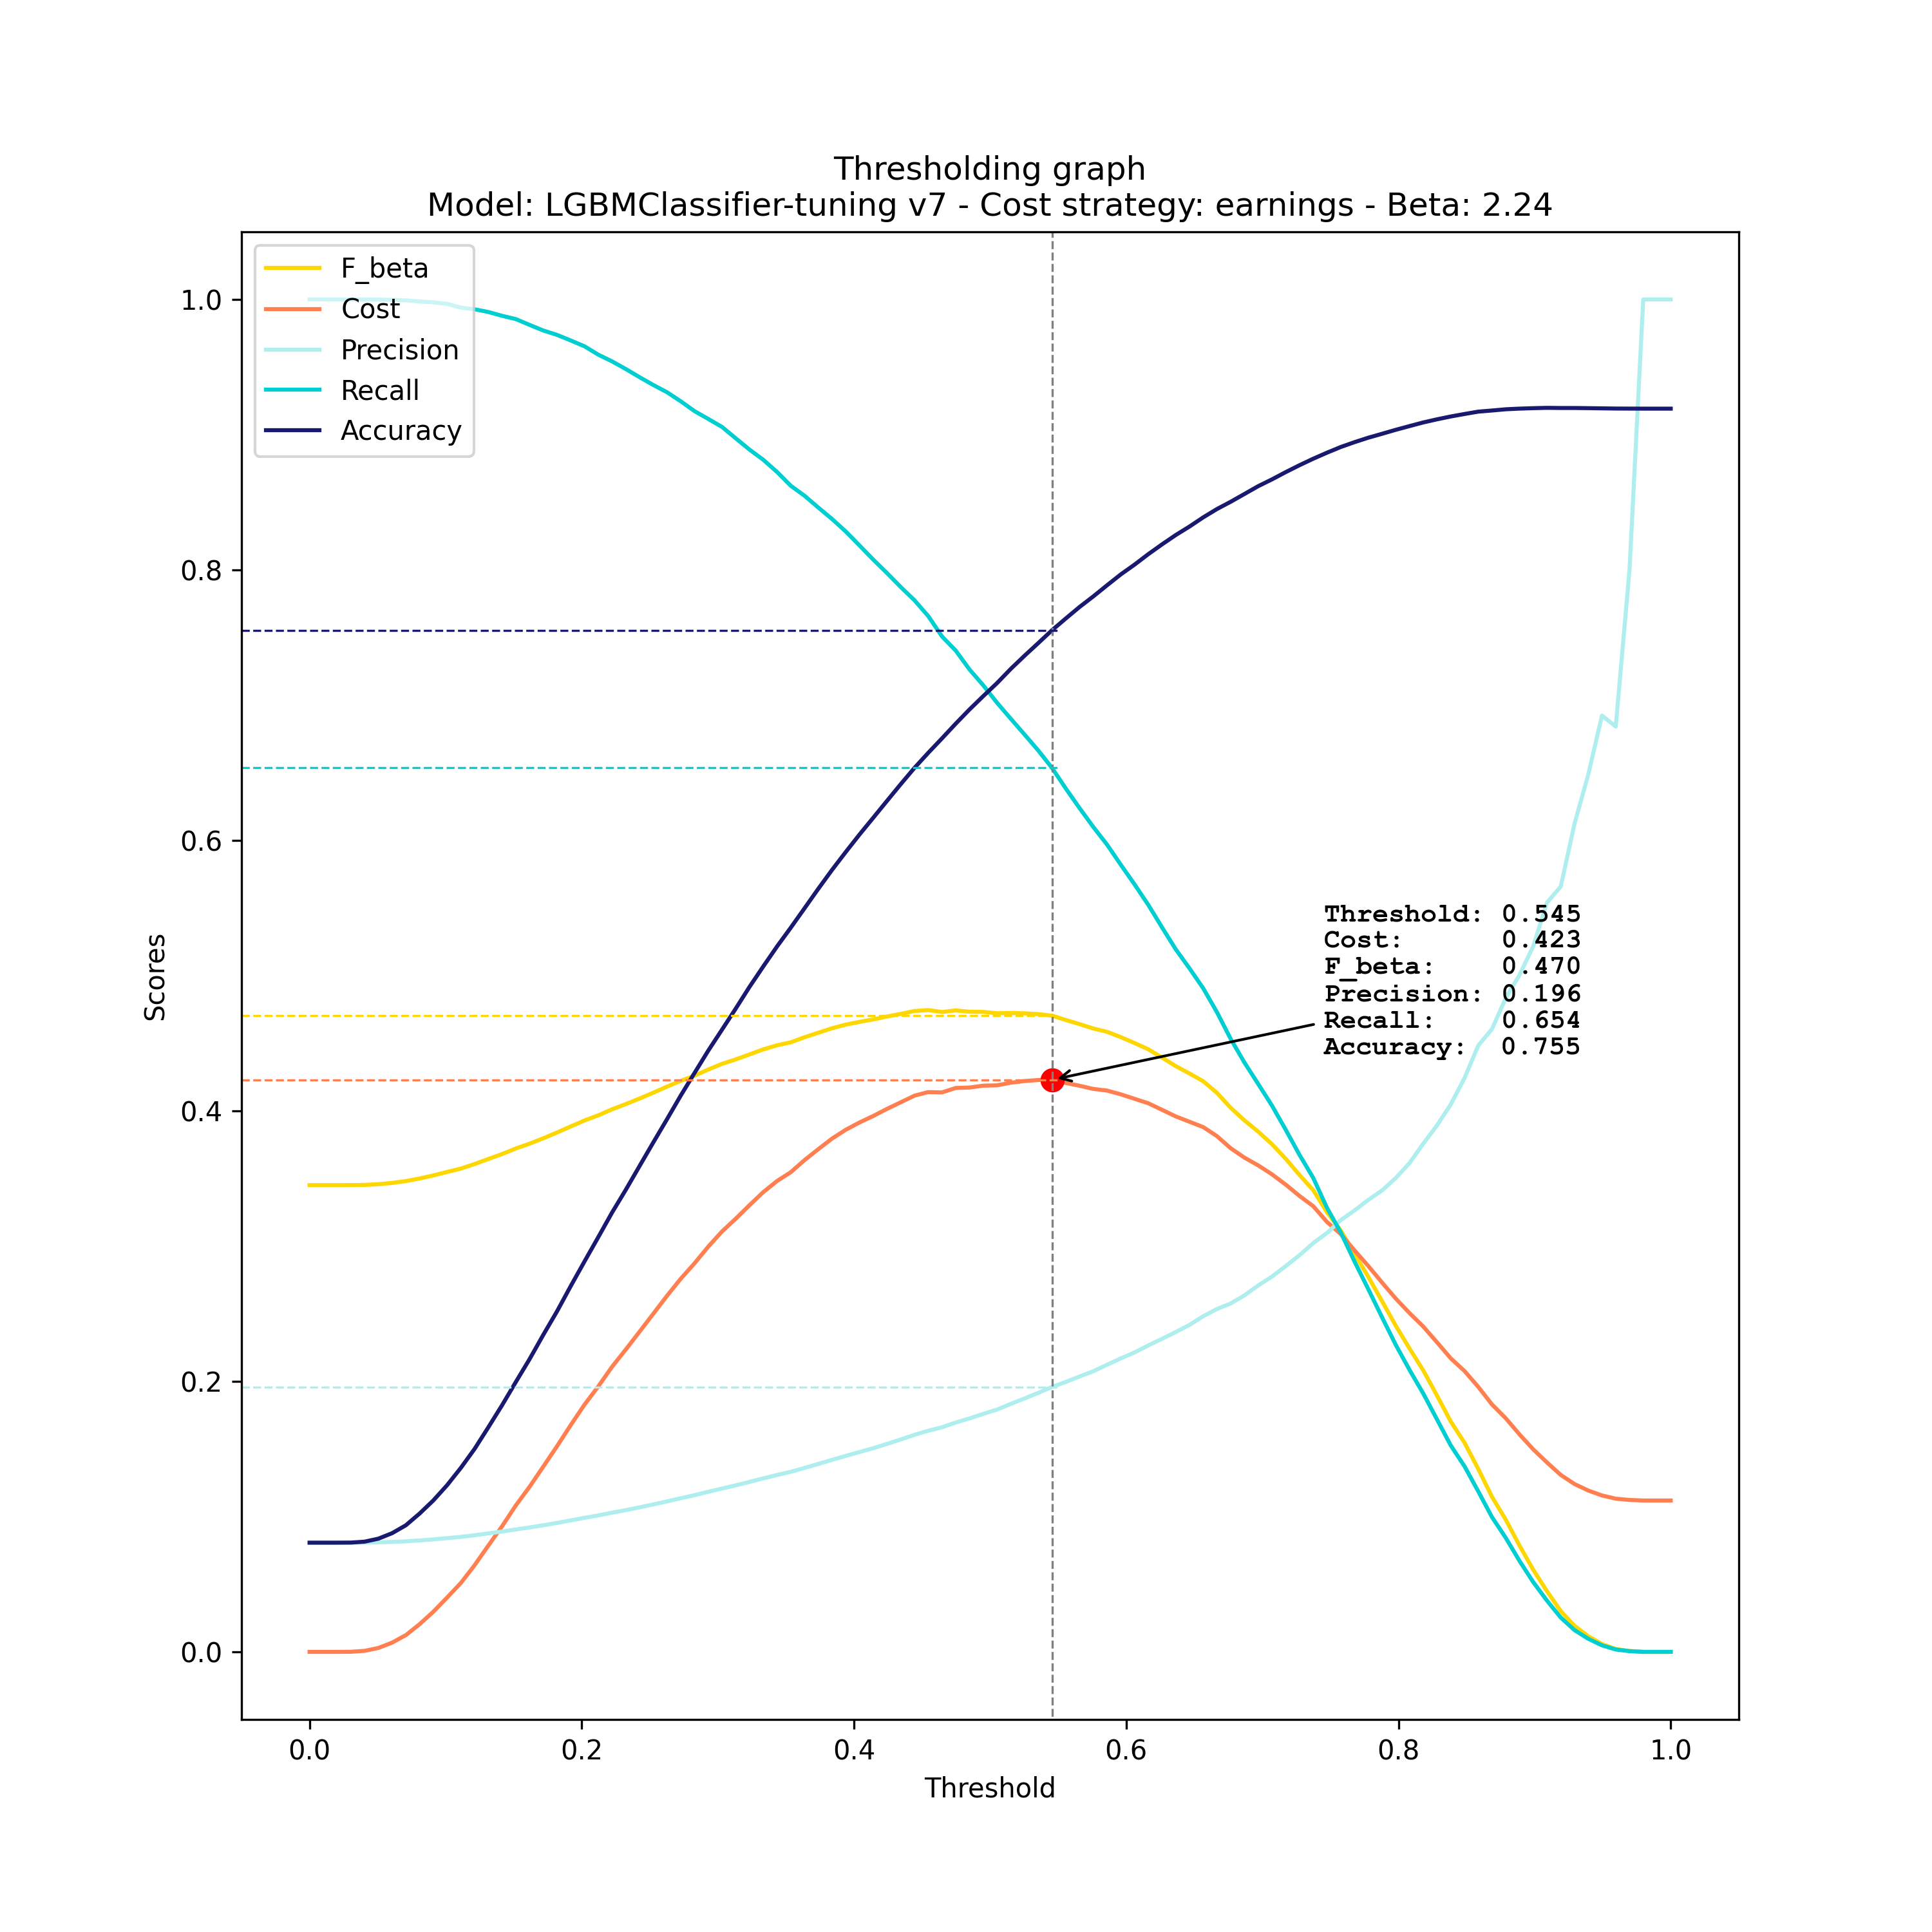 Thresholding graph
Model: LGBMClassifier-tuning v7 - Cost strategy: earnings - Beta: 2.24
F_beta
Cost
Precision
Recall
Accuracy
1.0
0.8
0.6
0.4
0.2
0.0
Scores
Threshold: 0.545
Cost: 0.423
F_beta: 0.470
Precision: 0.196
Recall: 0.654
Accuracy: 0.755
0.0 0.2 0.4 0.6 0.8 1.0
Threshold